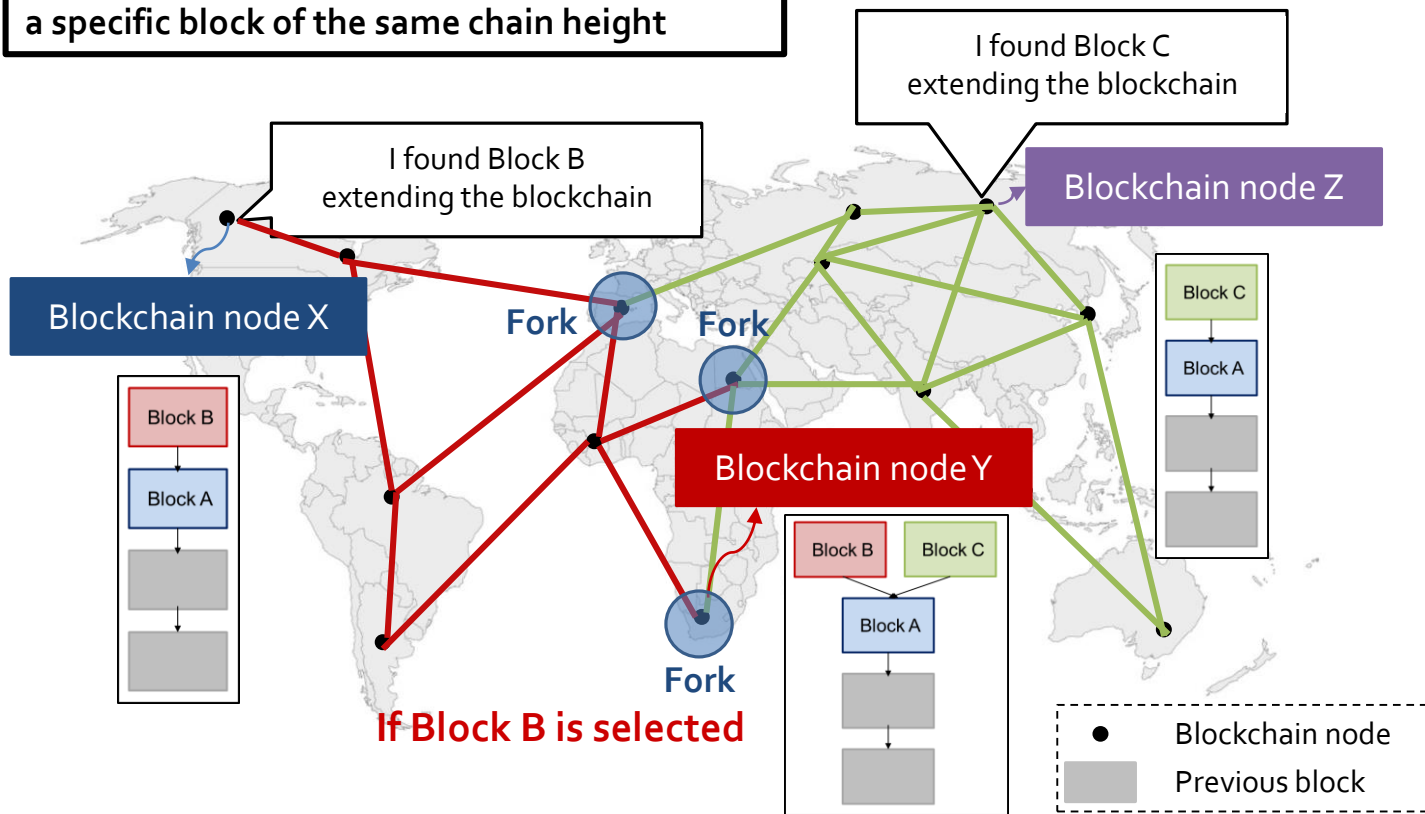 a specific block of the same chain height
I found Block C
extending the blockchain
I found Block B
extending the blockchain
Blockchain node Z
Blockchain node X
Fork
Fork
Block C
Block A
Block B
Block A
Blockchain node Y
Block B
Block C
Block A
Fork
If Block B is selected
Blockchain node
Previous block